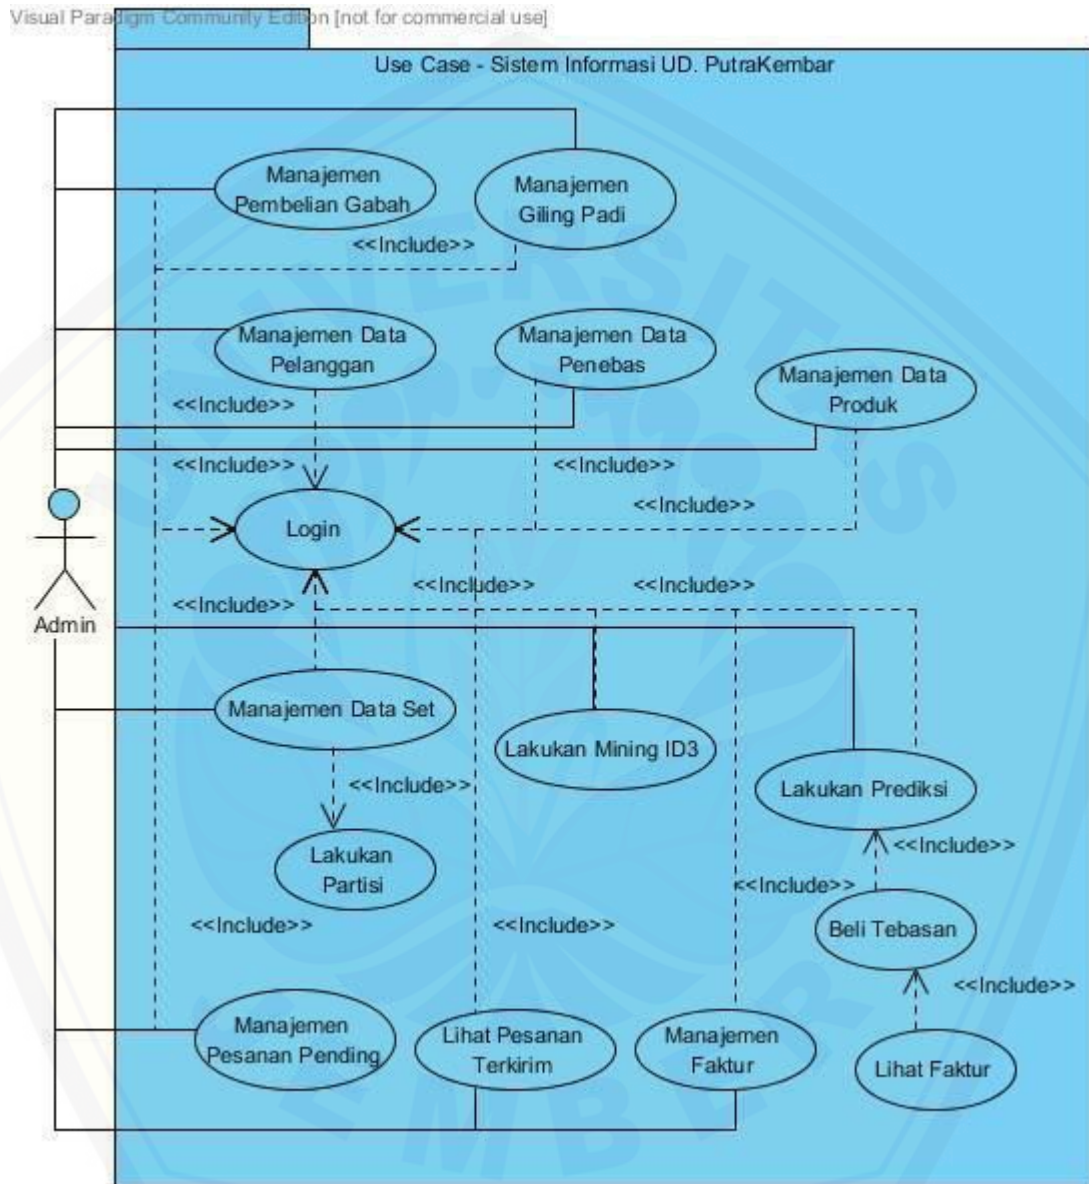 Visual Paradigm Community Edition [not for commercial use]
Use Case - Sistem Informasi UD. PutraKembar
Manajemen
Pembelian Gabah
Manajemen
Giling Padi
<<Include>>
Manajemen Data
Pelanggan
Manajemen Data
Penebas
Manajemen Data
Produk
<<Include>>
<<Include>>
<<Include>>
<<Include>>
Login
<<Include>>
<<Include>>
<<Include>>
Admin
Manajemen Data Set
Lakukan Mining ID3
Lakukan Prediksi
<<Include>>
<<Include>>
Lakukan
Partisi
<<Include>>
<<Include>>
<<Include>>
Beli Tebasan
<<Include>>
Manajemen
Pesanan Pending
Lihat Pesanan
Terkirim
Manajemen
Faktur
Lihat Faktur
UNIVERSITAS
JEMBER